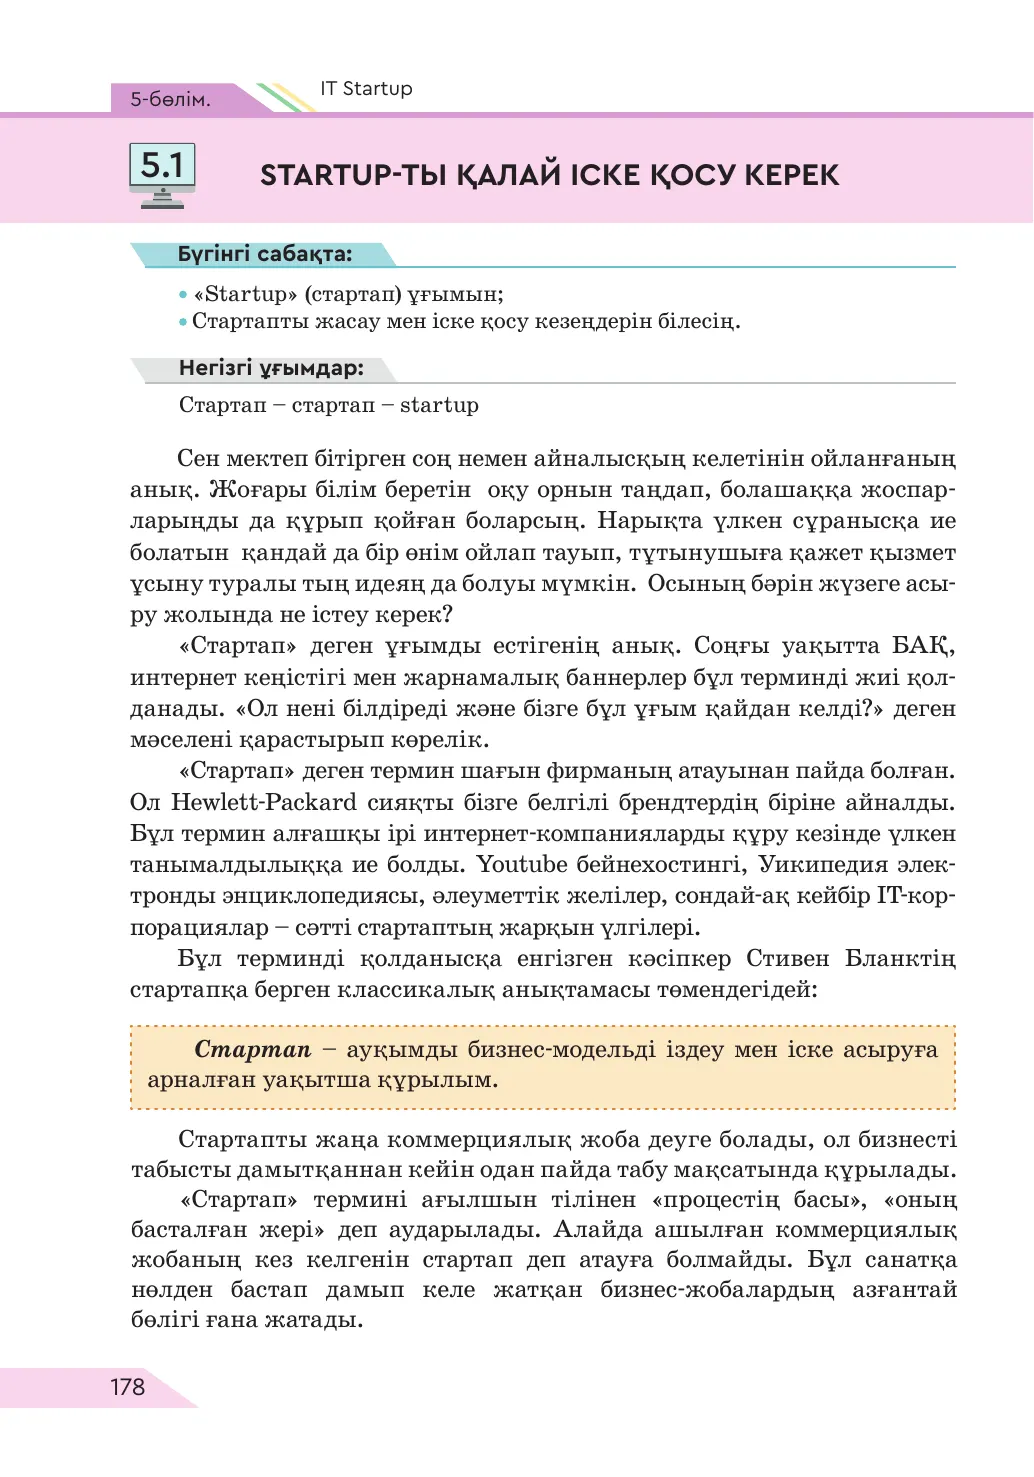 5-бөлім.
IT Startup
5.1
STARTUP-ТЫ ҚАЛАЙ ІСКЕ ҚОСУ КЕРЕК
Бүгінгі сабақта:
• «Startup» (стартап) ұғымын;
• Стартапты жасау мен іске қосу кезеңдерін білесің.
Негізгі ұғымдар:
Стартап – стартап – startup
Сен мектеп бітірген соң немен айналысқың келетінін ойланғаның
анық. Жоғары білім беретін оқу орнын таңдап, болашаққа жоспар-
ларыңды да құрып қойған боларсың. Нарықта үлкен сұранысқа ие
болатын қандай да бір өнім ойлап тауып, тұтынушыға қажет қызмет
ұсыну туралы тың идеяң да болуы мүмкін. Осының бәрін жүзеге асы-
ру жолында не істеу керек?
«Стартап» деген ұғымды естігенің анық. Соңғы уақытта БАҚ,
интернет кеңістігі мен жарнамалық баннерлер бұл терминді жиі қол-
данады. «Ол нені білдіреді және бізге бұл ұғым қайдан келді?» деген
мәселені қарастырып көрелік.
«Стартап» деген термин шағын фирманың атауынан пайда болған.
Ол Hewlett-Packard сияқты бізге белгілі брендтердің біріне айналды.
Бұл термин алғашқы ірі интернет-компанияларды құру кезінде үлкен
танымалдылыққа ие болды. Youtube бейнехостингі, Уикипедия элек-
тронды энциклопедиясы, әлеуметтік желілер, сондай-ақ кейбір IT-кор-
порациялар – сәтті стартаптың жарқын үлгілері.
Бұл терминді қолданысқа енгізген кәсіпкер Стивен Бланктің
стартапқа берген классикалық анықтамасы төмендегідей:
Стартап – ауқымды бизнес-модельді іздеу мен іске асыруға
арналған уақытша құрылым.
Стартапты жаңа коммерциялық жоба деуге болады, ол бизнесті
табысты дамытқаннан кейін одан пайда табу мақсатында құрылады.
«Стартап» термині ағылшын тілінен «процестің басы», «оның
басталған жері» деп аударылады. Алайда ашылған коммерциялық
жобаның кез келгенін стартап деп атауға болмайды. Бұл санатқа
нөлден бастап дамып келе жатқан бизнес-жобалардың азғантай
бөлігі ғана жатады.
178